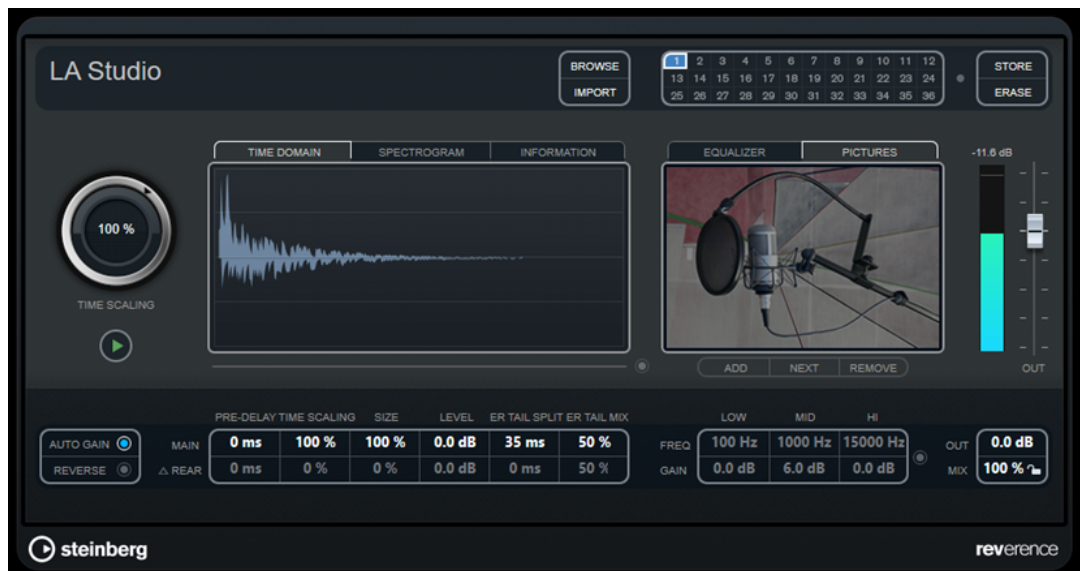 LA Studio
BROWSE
IMPORT
1 2 3 4 5 6 7 8 9 10 11 12
13 14 15 16 17 18 19 20 21 22 23 24
25 26 27 28 29 30 31 32 33 34 35 36
STORE
ERASE
TIME DOMAIN SPECTROGRAM INFORMATION
EQUALIZER PICTURES
-11.6 dB
100 %
TIME SCALING
ADD NEXT REMOVE
OUT
PRE-DELAY TIME SCALING SIZE LEVEL ER TAIL SPLIT ER TAIL MIX
LOW MID HI
AUTO GAIN MAIN 0 ms 100 % 100 % 0.0 dB 35 ms 50 %
FREQ 100 Hz 1000 Hz 15000 Hz
OUT 0.0 dB
REVERSE △ REAR 0 ms 0 % 0 % 0.0 dB 0 ms 50 %
GAIN 0.0 dB 6.0 dB 0.0 dB
MIX 100 %
steinberg
reverence